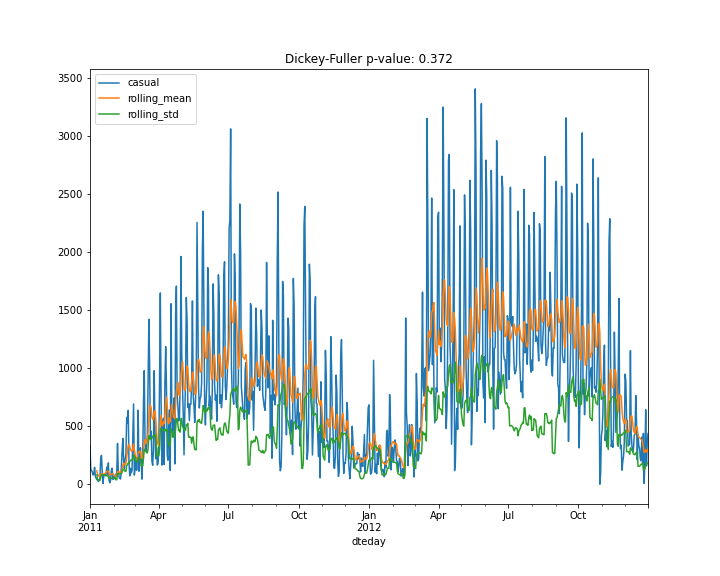 Dickey-Fuller p-value: 0.372
casual
rolling_mean
rolling_std
3500
3000
2500
2000
1500
1000
500
0
Jan Apr Jul Oct Jan Apr Jul Oct
2011 2012
dteday